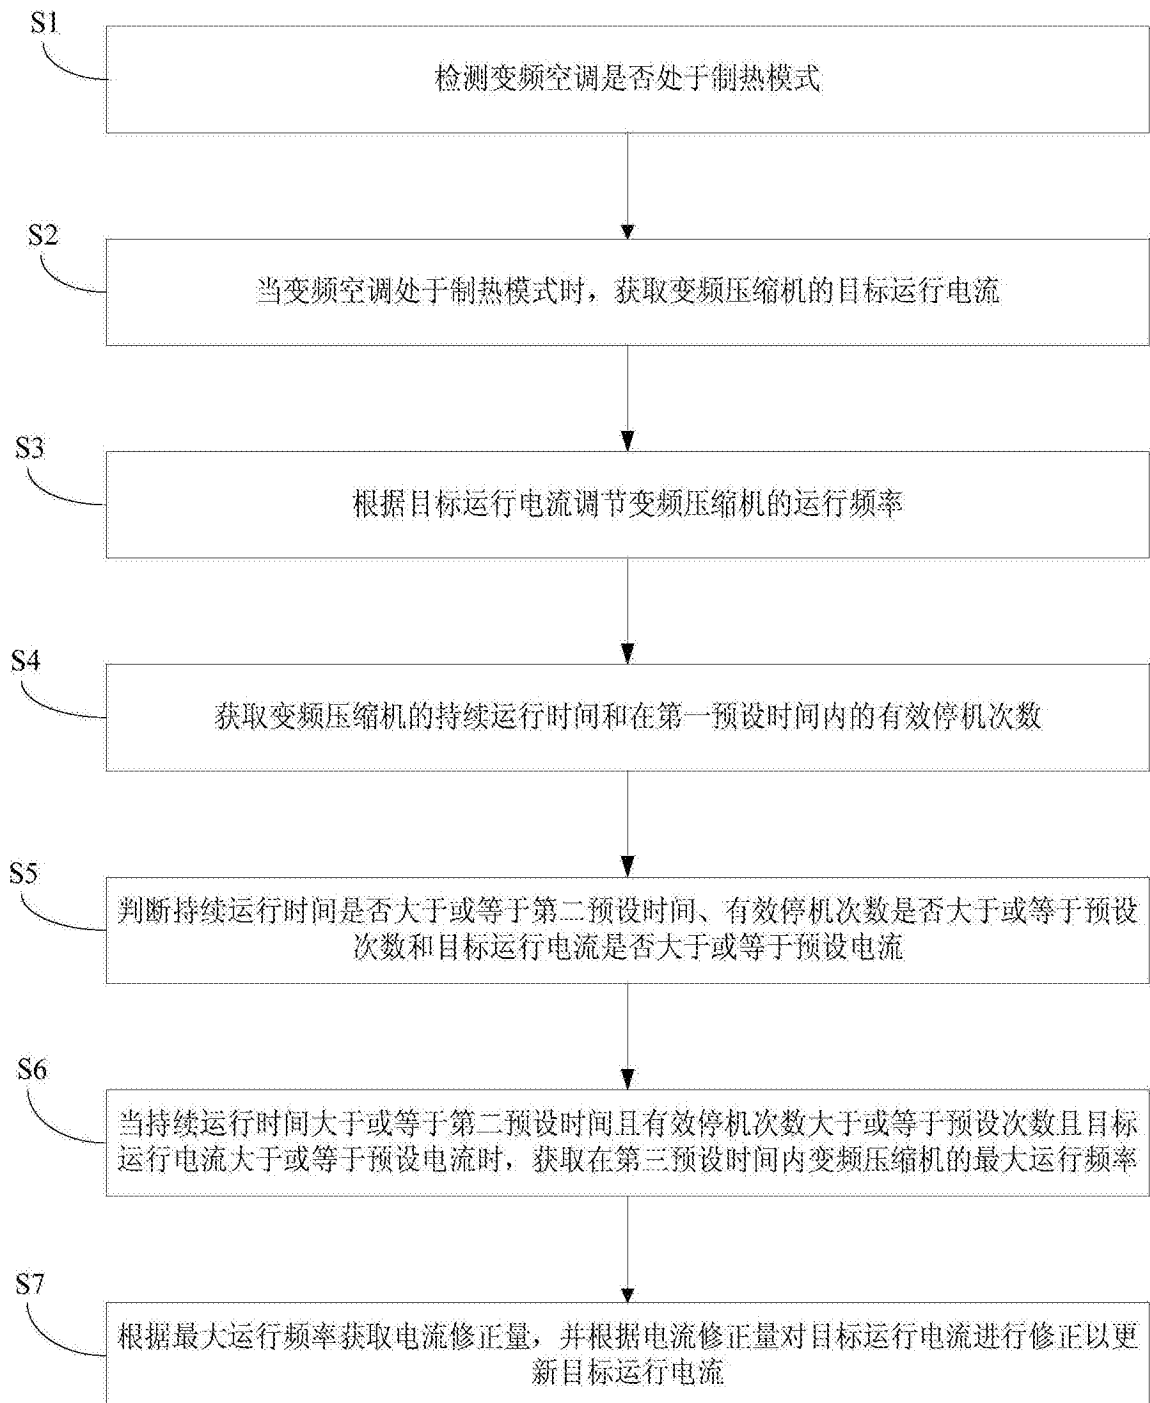 S1
检测变频空调是否处于制热模式
S2
当变频空调处于制热模式时，获取变频压缩机的目标运行电流
S3
根据目标运行电流调节变频压缩机的运行频率
S4
获取变频压缩机的持续运行时间和在第一预设时间内的有效停机次数
S5
判断持续运行时间是否大于或等于第二预设时间、有效停机次数是否大于或等于预设
次数和目标运行电流是否大于或等于预设电流
S6
当持续运行时间大于或等于第二预设时间且有效停机次数大于或等于预设次数且目标
运行电流大于或等于预设电流时，获取在第三预设时间内变频压缩机的最大运行频率
S7
根据最大运行频率获取电流修正量，并根据电流修正量对目标运行电流进行修正以更
新目标运行电流